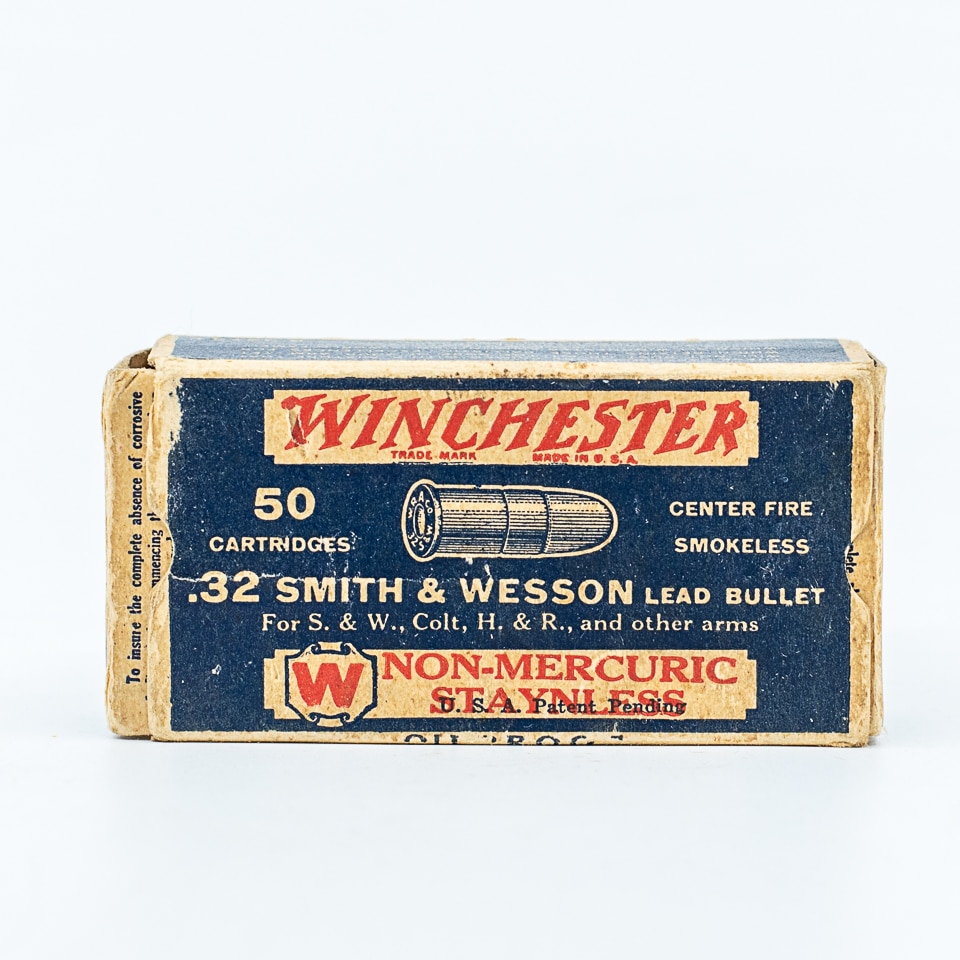 WINCHESTER
TRADE MARK MADE IN U.S.A.
50
CARTRIDGES
CENTER FIRE
SMOKELESS
.32 SMITH & WESSON LEAD BULLET
For S. & W., Colt, H. & R., and other arms
W NON-MERCURIC
STAYNLESS
U. S. A. Patent Pending
To insure the complete absence of corrosive